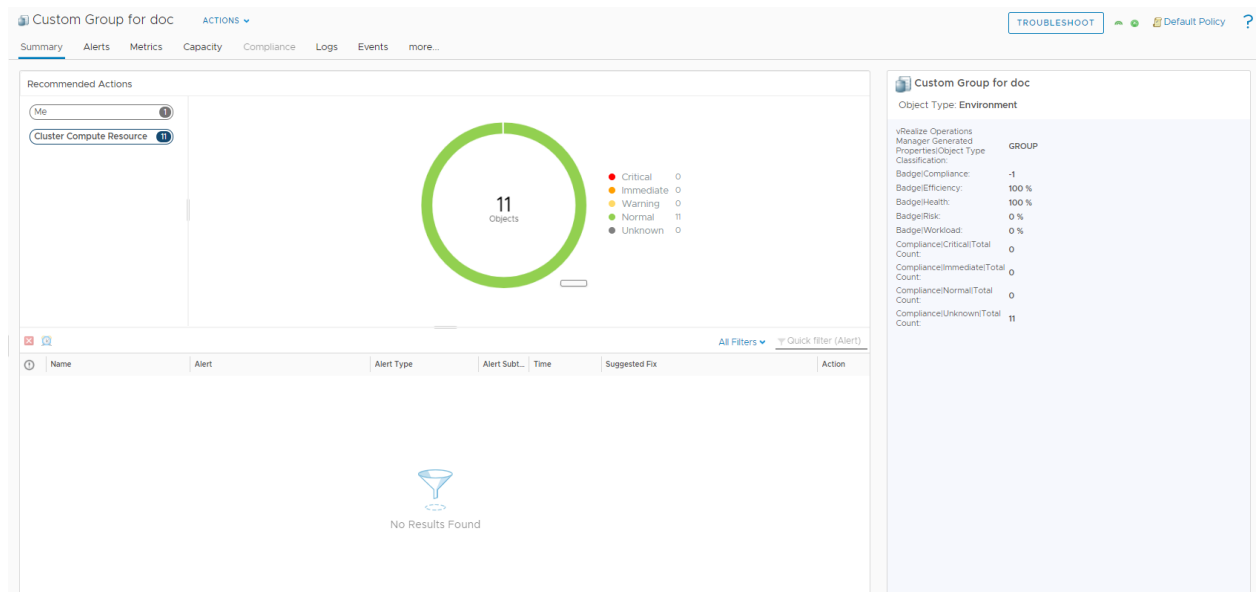 Custom Group for doc ACTIONS TROUBLESHOOT Default Policy ?
Summary Alerts Metrics Capacity Compliance Logs Events more...
Recommended Actions
Me 1
Cluster Compute Resource 11
11
Objects
Critical 0
Immediate 0
Warning 0
Normal 11
Unknown 0
All Filters Quick filter (Alert)
Name Alert Alert Type Alert Subt... Time Suggested Fix Action
No Results Found
Custom Group for doc
Object Type: Environment
vRealize Operations
Manager Generated
Properties|Object Type
Classification: GROUP
Badge|Compliance: -1
Badge|Efficiency: 100 %
Badge|Health: 100 %
Badge|Risk: 0 %
Badge|Workload: 0 %
Compliance|Critical|Total
Count: 0
Compliance|Immediate|Total
Count: 0
Compliance|Normal|Total
Count: 0
Compliance|Unknown|Total
Count: 11